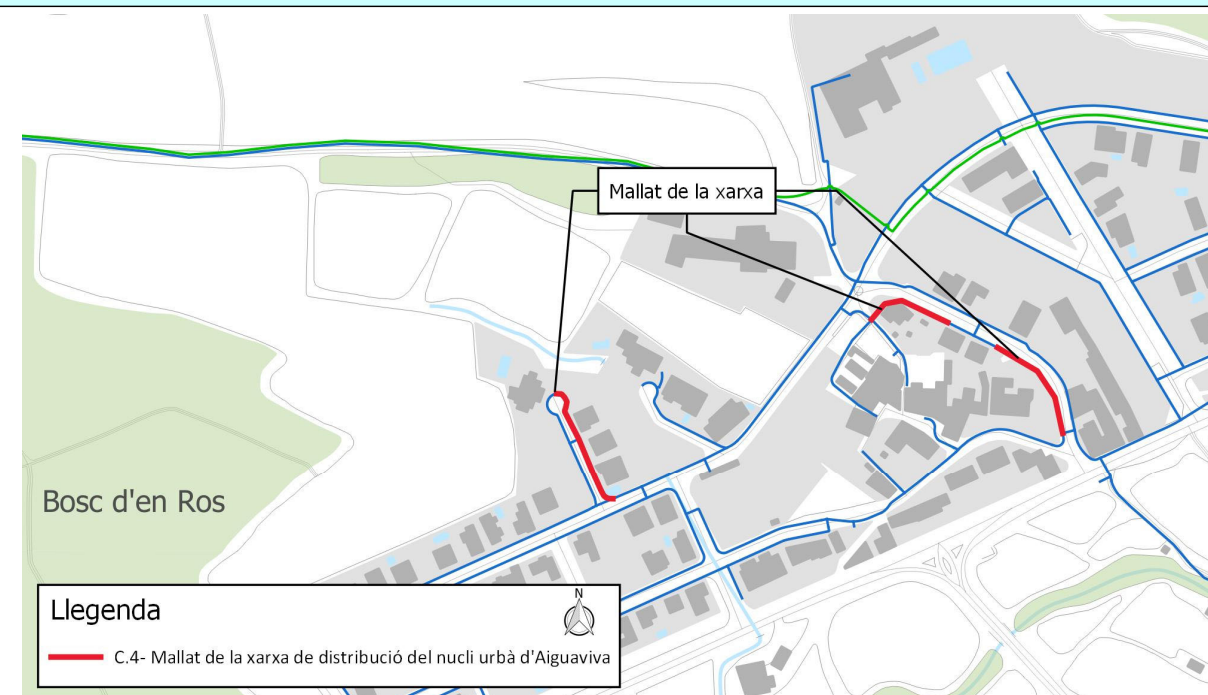 Mallat de la xarxa
Bosc d'en Ros
Llegenda
N
C.4- Mallat de la xarxa de distribució del nucli urbà d'Aiguaviva